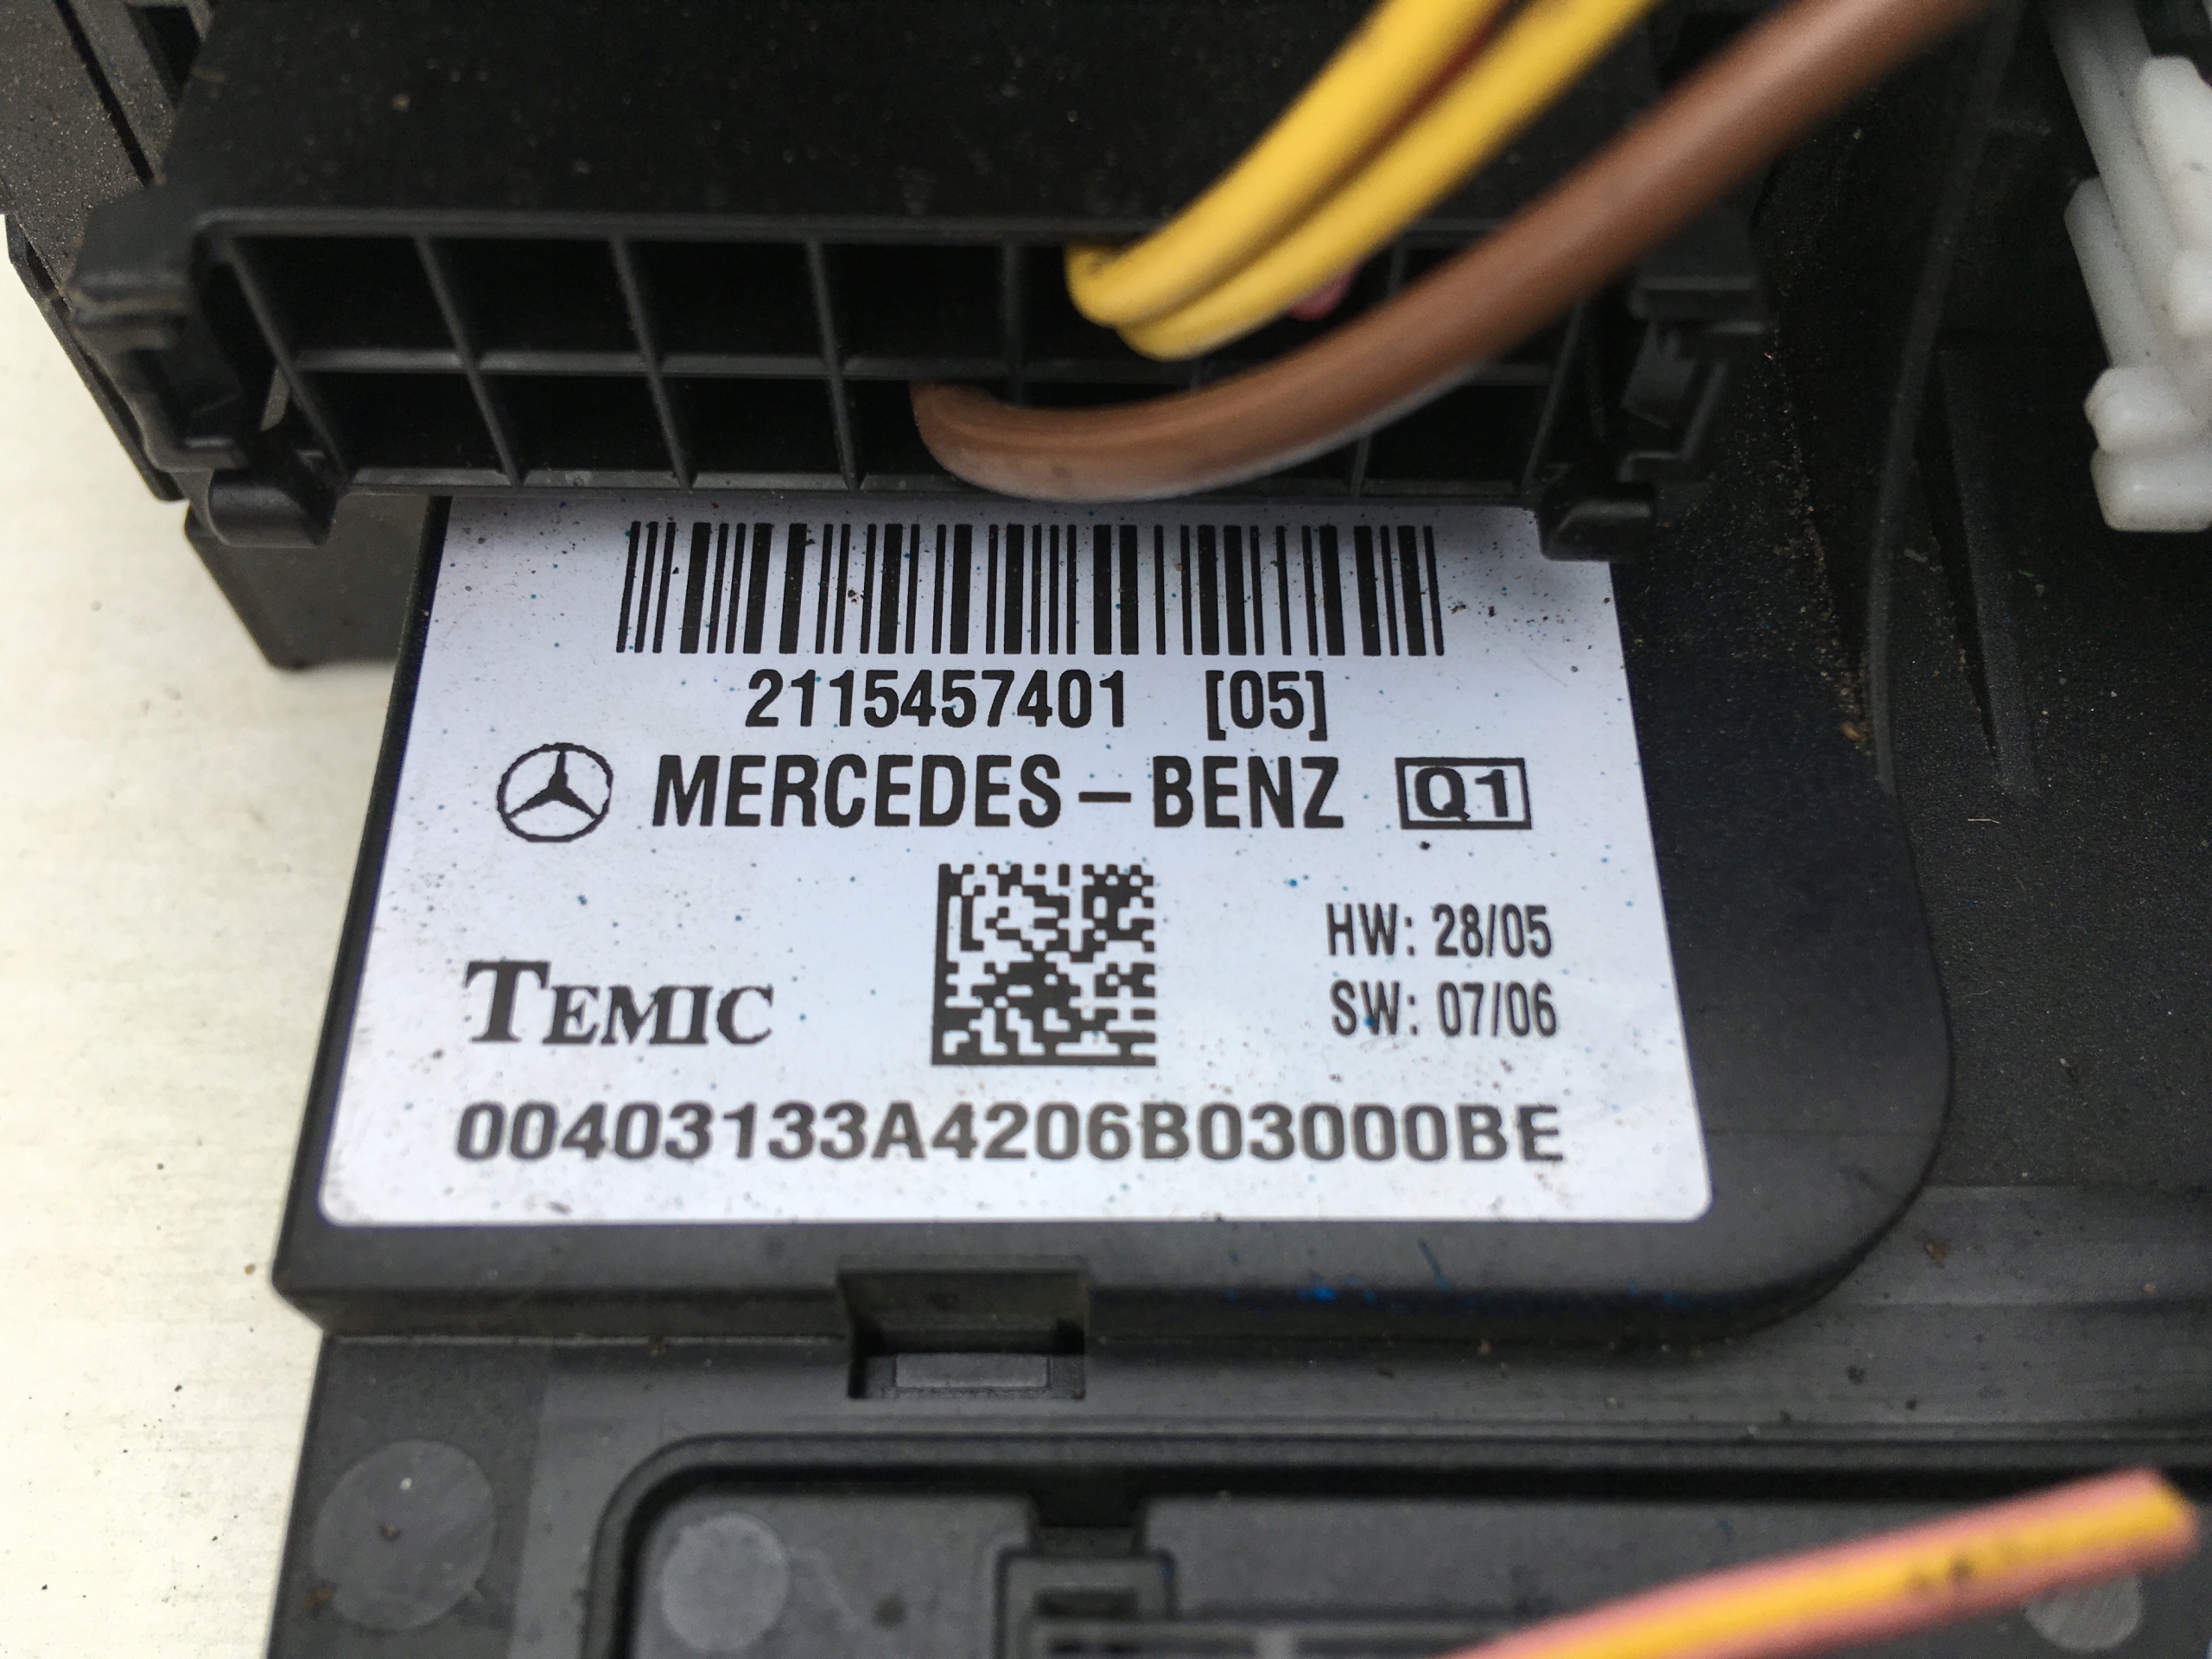 2115457401 [05]
MERCEDES-BENZ Q1
HW: 28/05
TEMIC
SW: 07/06
00403133A4206B03000BE